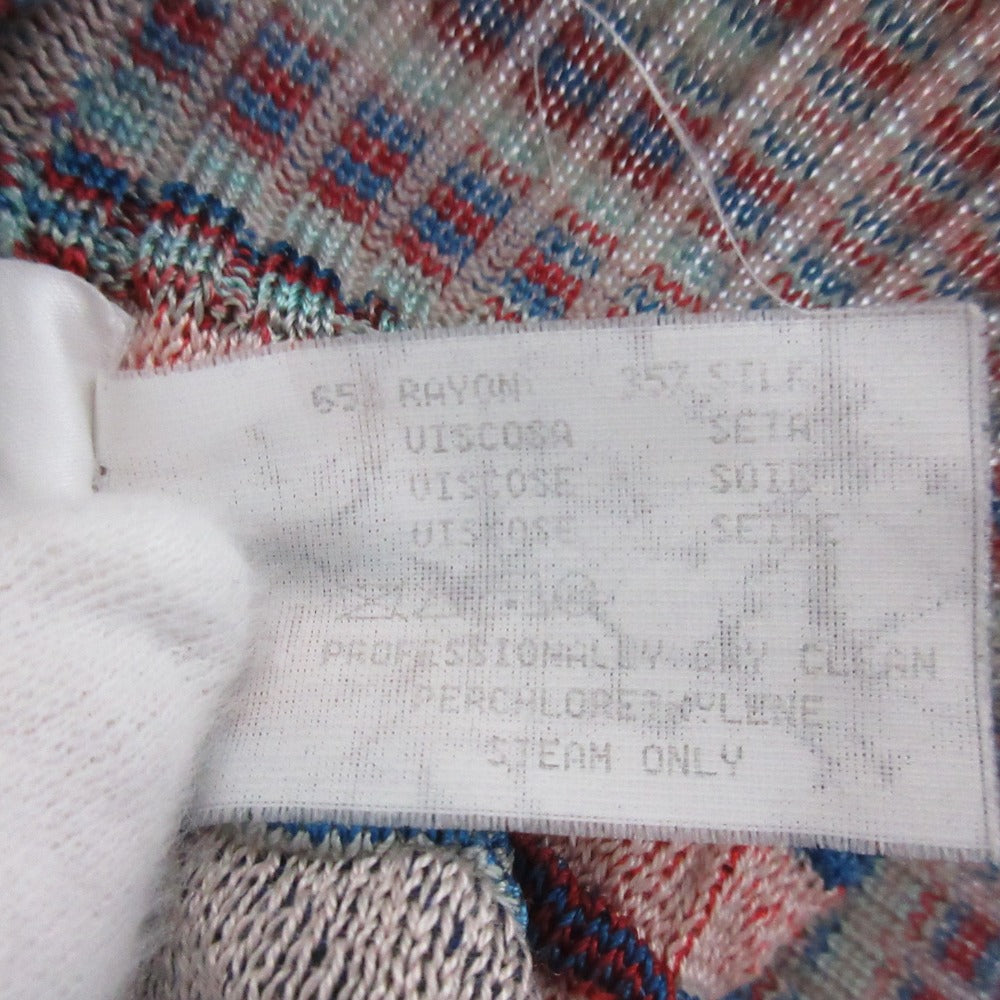 65% RAYON 35% SILK
VISCOSA SETA
VISCOSE SOIE
VISCOSE SEIDE
PROFESSIONALLY DRY CLEAN
PERCHLORETHYLENE
STEAM ONLY